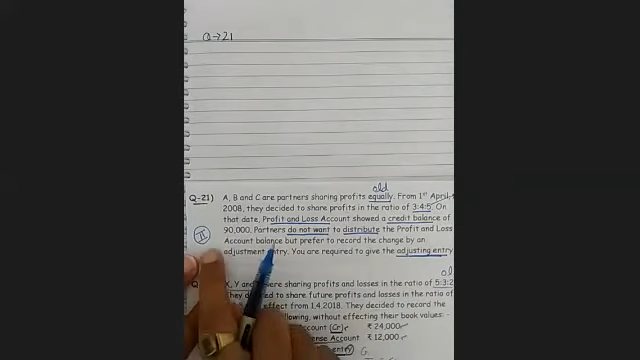 Q→21
old
Q-21) A, B and C are partners sharing profits equally. From 1st April,
2008, they decided to share profits in the ratio of 3:4:5. On
that date, Profit and Loss Account showed a credit balance of
II
90,000. Partners do not want to distribute the Profit and Loss
Account balance but prefer to record the change by an
adjustment entry. You are required to give the adjusting entry
X, Y and were sharing profits and losses in the ratio of 5:3:2
They decided to share future profits and losses in the ratio of
effect from 1.4.2018. They decided to record the
following, without effecting their book values: -
account (Cr) ₹ 24,000
₹ 12,000